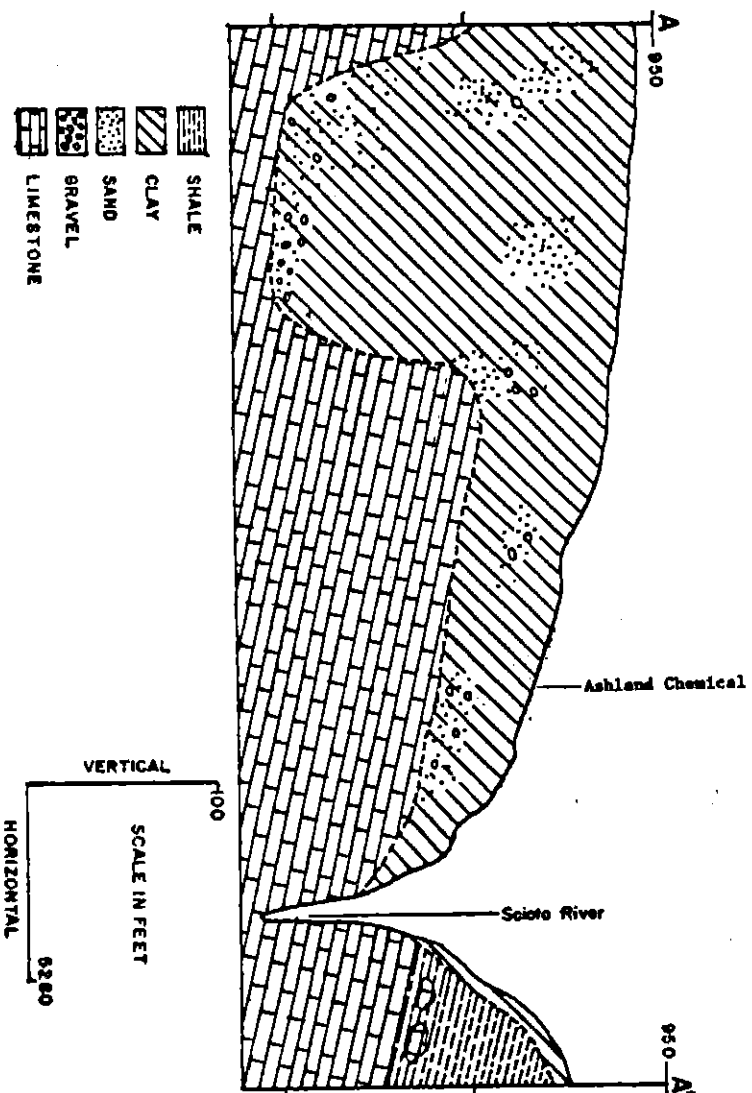 A
950
950
A'
Ashland Chemical
Scioto River
SHALE
CLAY
SAND
GRAVEL
LIMESTONE
VERTICAL
100
SCALE IN FEET
5280
HORIZONTAL